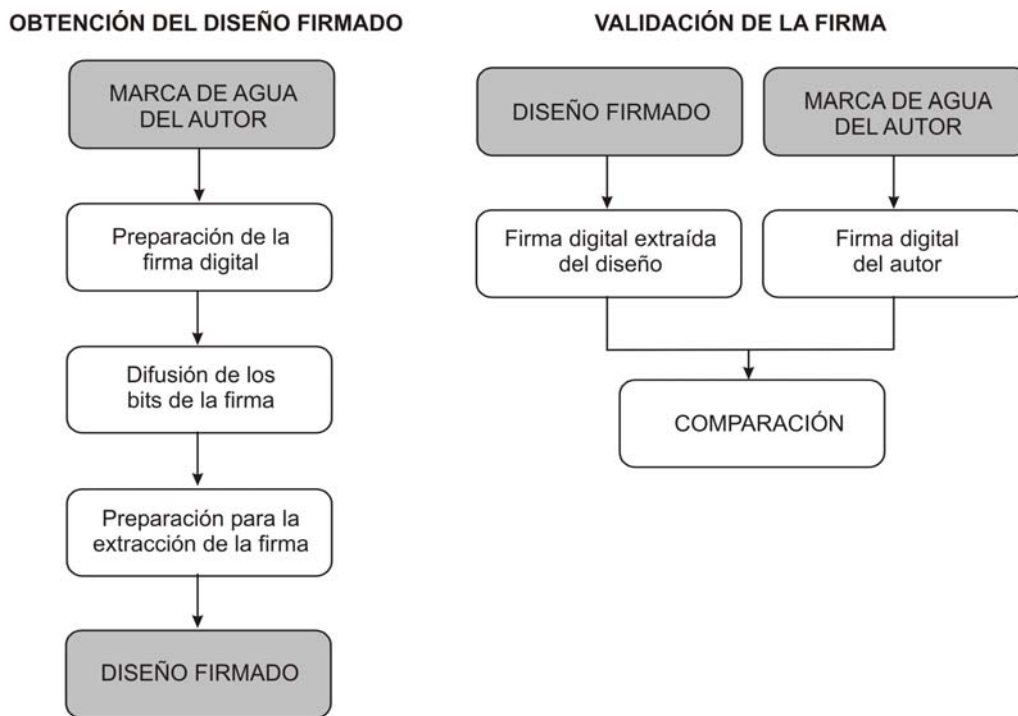 OBTENCIÓN DEL DISEÑO FIRMADO
MARCA DE AGUA
DEL AUTOR
Preparación de la
firma digital
Difusión de los
bits de la firma
Preparación para la
extracción de la firma
DISEÑO FIRMADO
VALIDACIÓN DE LA FIRMA
DISEÑO FIRMADO
MARCA DE AGUA
DEL AUTOR
Firma digital extraída
del diseño
Firma digital
del autor
COMPARACIÓN